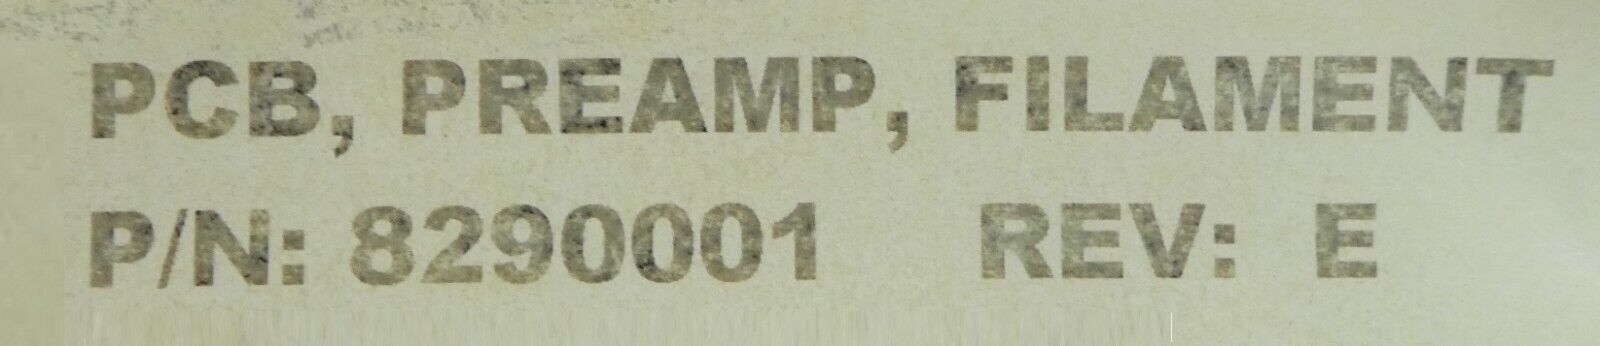 PCB, PREAMP, FILAMENT
P/N: 8290001 REV: E